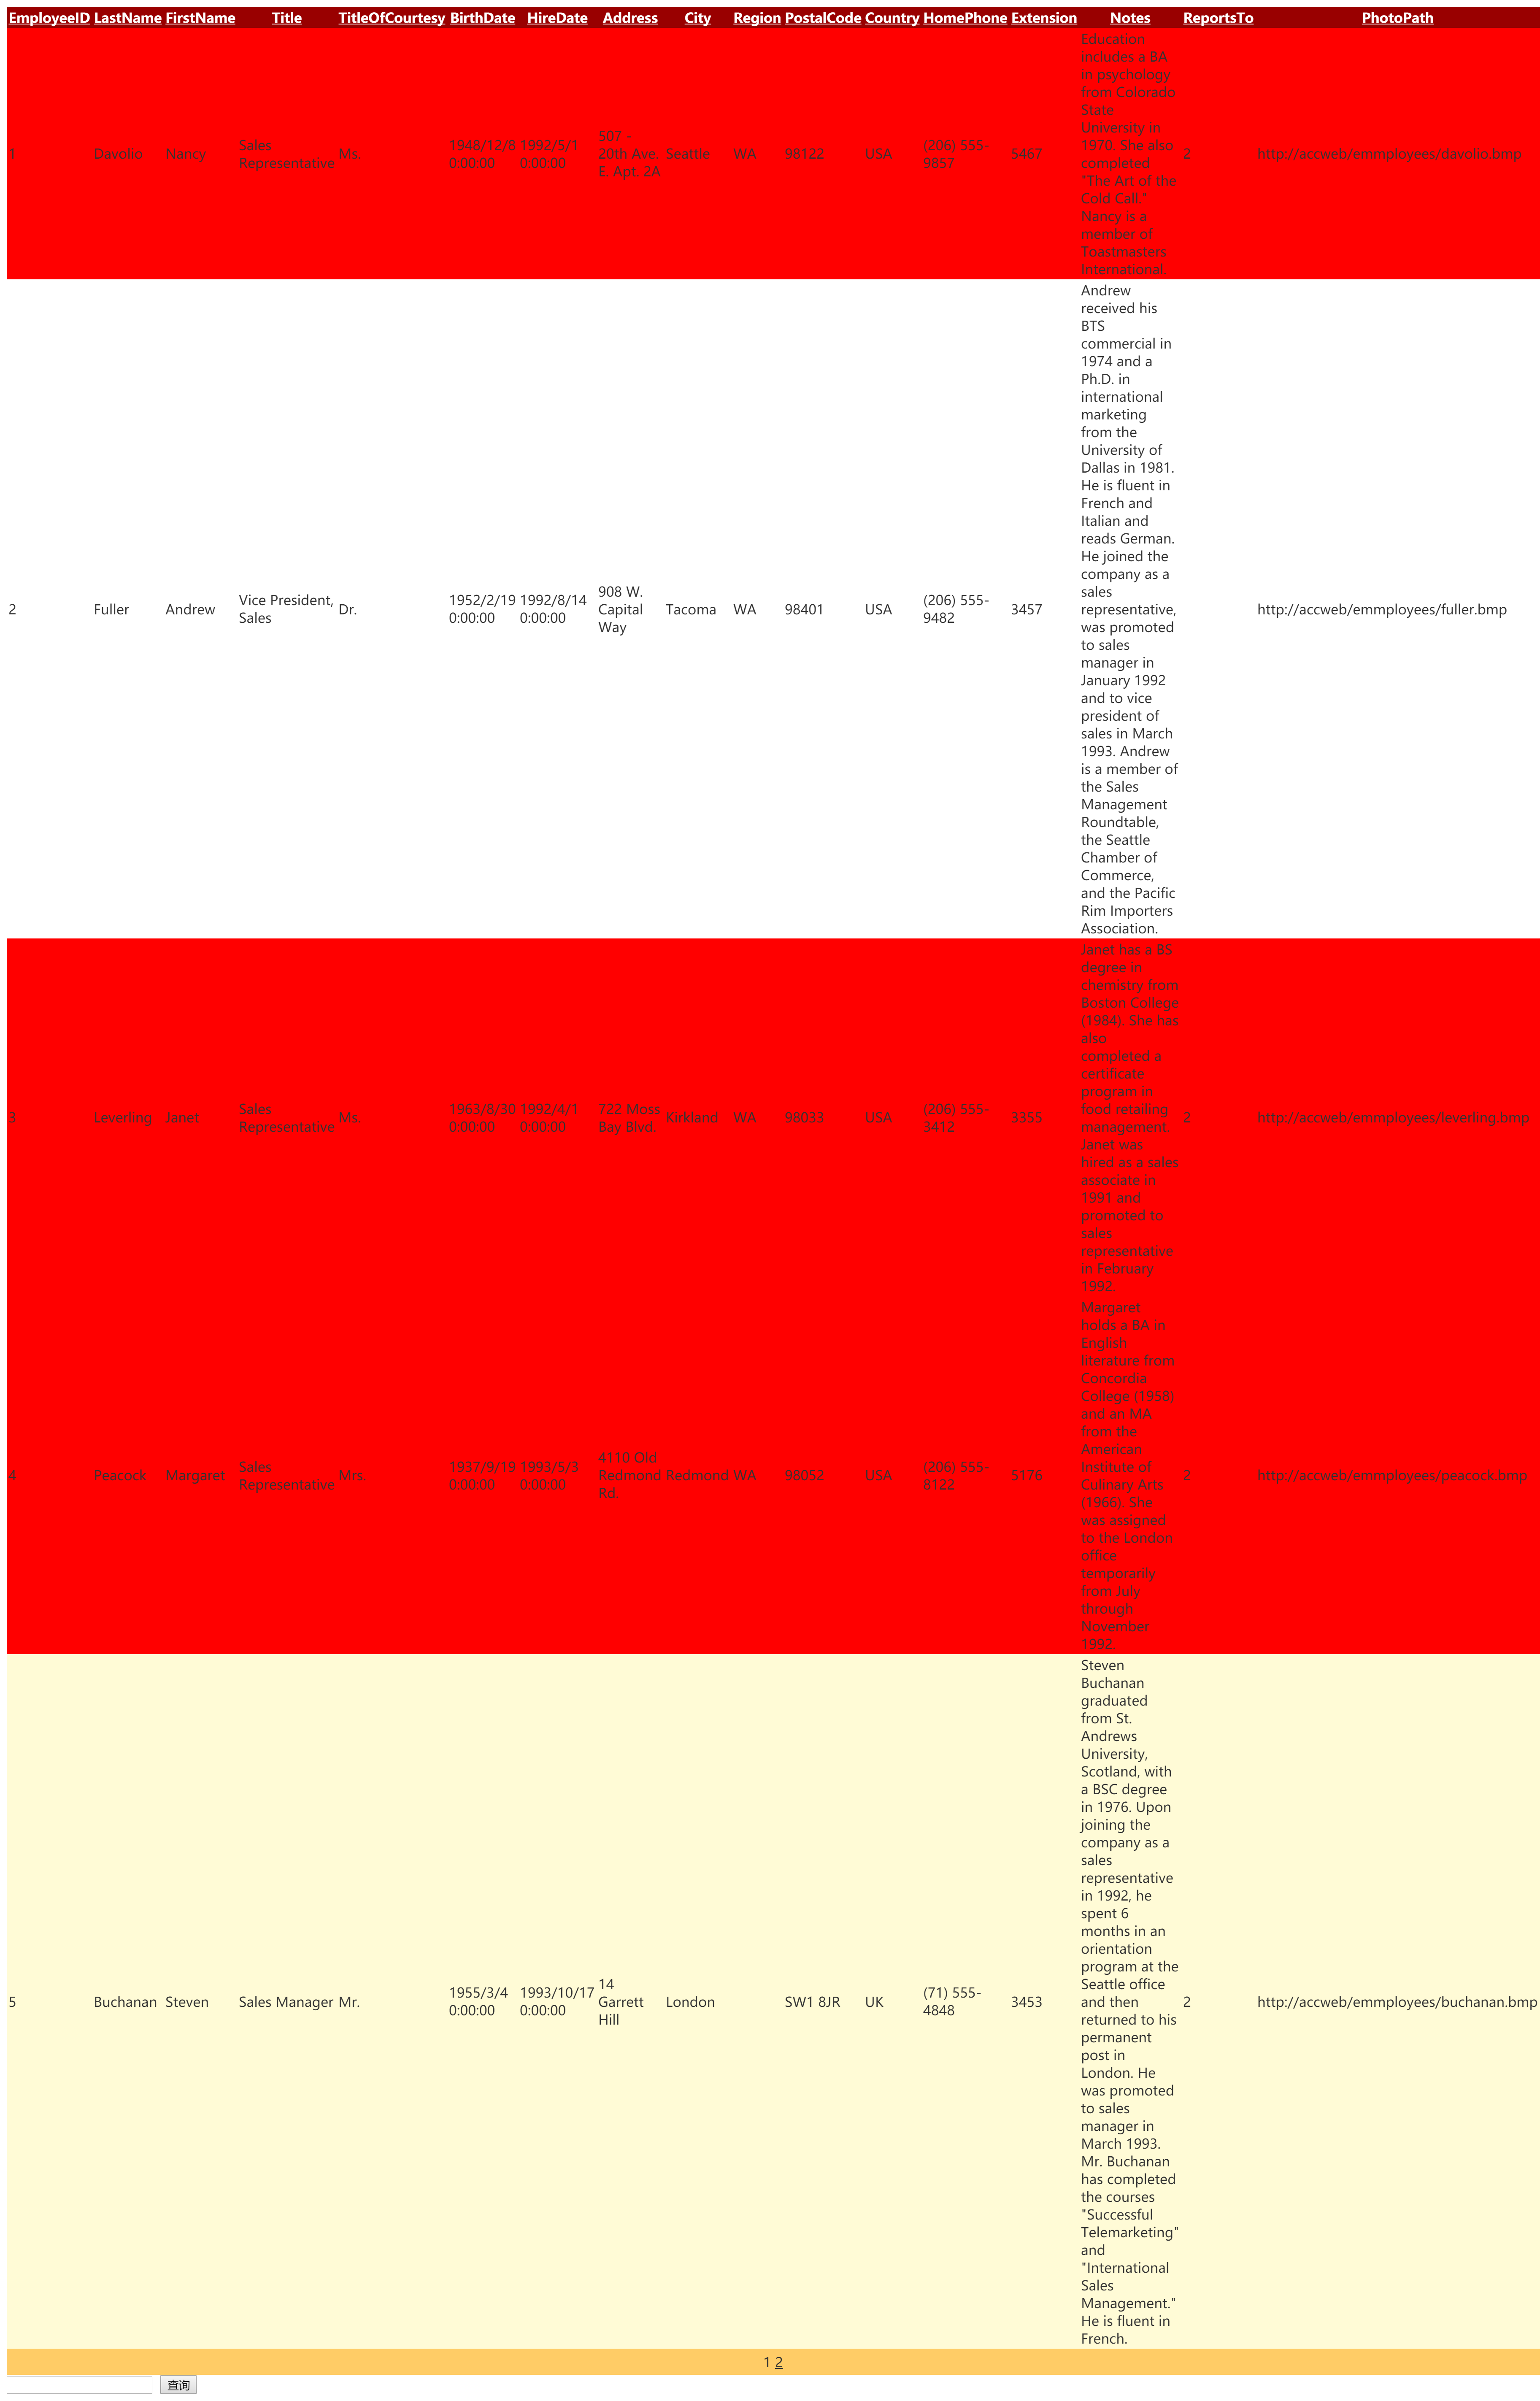 EmployeeID LastName FirstName Title TitleOfCourtesy BirthDate HireDate Address City Region PostalCode Country HomePhone Extension Notes ReportsTo PhotoPath
1
Davolio
Nancy
Sales
Representative
Ms.
1948/12/8
0:00:00
1992/5/1
0:00:00
507 -
20th Ave.
E. Apt. 2A
Seattle
WA
98122
USA
(206) 555-
9857
5467
Education
includes a BA
in psychology
from Colorado
State
University in
1970. She also
completed
"The Art of the
Cold Call."
Nancy is a
member of
Toastmasters
International.
2
http://accweb/emmployees/davolio.bmp
2
Fuller
Andrew
Vice President,
Sales
Dr.
1952/2/19
0:00:00
1992/8/14
0:00:00
908 W.
Capital
Way
Tacoma
WA
98401
USA
(206) 555-
9482
3457
Andrew
received his
BTS
commercial in
1974 and a
Ph.D. in
international
marketing
from the
University of
Dallas in 1981.
He is fluent in
French and
Italian and
reads German.
He joined the
company as a
sales
representative,
was promoted
to sales
manager in
January 1992
and to vice
president of
sales in March
1993. Andrew
is a member of
the Sales
Management
Roundtable,
the Seattle
Chamber of
Commerce,
and the Pacific
Rim Importers
Association.
http://accweb/emmployees/fuller.bmp
3
Leverling
Janet
Sales
Representative
Ms.
1963/8/30
0:00:00
1992/4/1
0:00:00
722 Moss
Bay Blvd.
Kirkland
WA
98033
USA
(206) 555-
3412
3355
Janet has a BS
degree in
chemistry from
Boston College
(1984). She has
also
completed a
certificate
program in
food retailing
management.
Janet was
hired as a sales
associate in
1991 and
promoted to
sales
representative
in February
1992.
2
http://accweb/emmployees/leverling.bmp
4
Peacock
Margaret
Sales
Representative
Mrs.
1937/9/19
0:00:00
1993/5/3
0:00:00
4110 Old
Redmond
Rd.
Redmond
WA
98052
USA
(206) 555-
8122
5176
Margaret
holds a BA in
English
literature from
Concordia
College (1958)
and an MA
from the
American
Institute of
Culinary Arts
(1966). She
was assigned
to the London
office
temporarily
from July
through
November
1992.
2
http://accweb/emmployees/peacock.bmp
5
Buchanan
Steven
Sales Manager
Mr.
1955/3/4
0:00:00
1993/10/17
0:00:00
14
Garrett
Hill
London
SW1 8JR
UK
(71) 555-
4848
3453
Steven
Buchanan
graduated
from St.
Andrews
University,
Scotland, with
a BSC degree
in 1976. Upon
joining the
company as a
sales
representative
in 1992, he
spent 6
months in an
orientation
program at the
Seattle office
and then
returned to his
permanent
post in
London. He
was promoted
to sales
manager in
March 1993.
Mr. Buchanan
has completed
the courses
"Successful
Telemarketing"
and
"International
Sales
Management."
He is fluent in
French.
2
http://accweb/emmployees/buchanan.bmp
1 2
查询